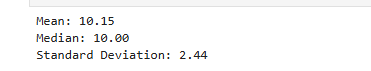 Mean: 10.15
Median: 10.00
Standard Deviation: 2.44